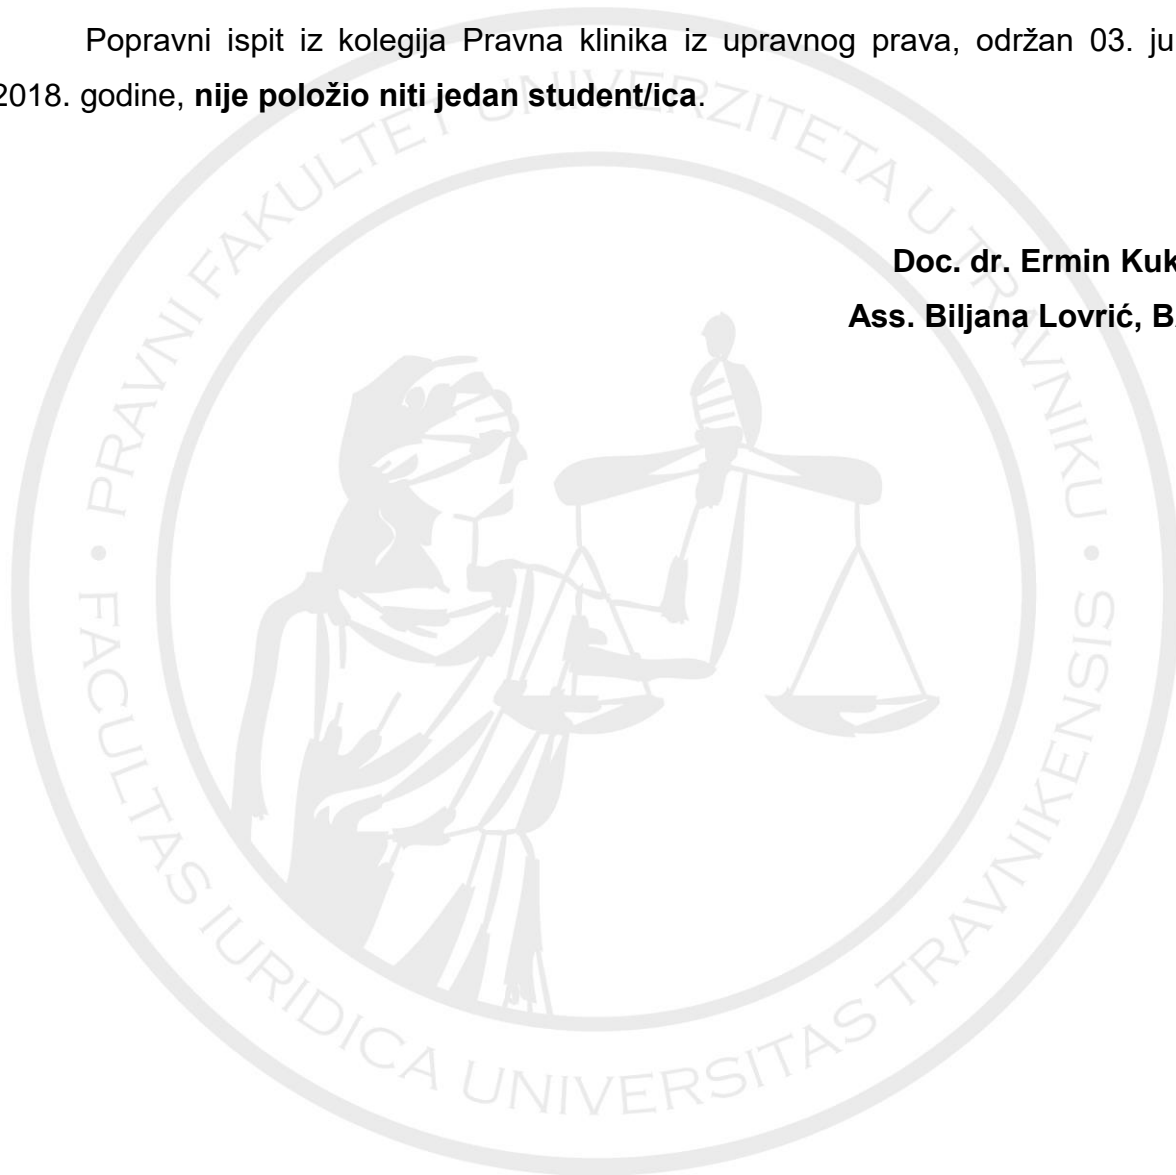 Popravni ispit iz kolegija Pravna klinika iz upravnog prava, održan 03. ju
2018. godine, nije položio niti jedan student/ica.
Doc. dr. Ermin Kuk
Ass. Biljana Lovrić, B
PRAVNI FAKULTET UNIVERZITETA U TRAVNIKU
FACULTAS IURIDICA UNIVERSITAS TRAVNIKENSIS